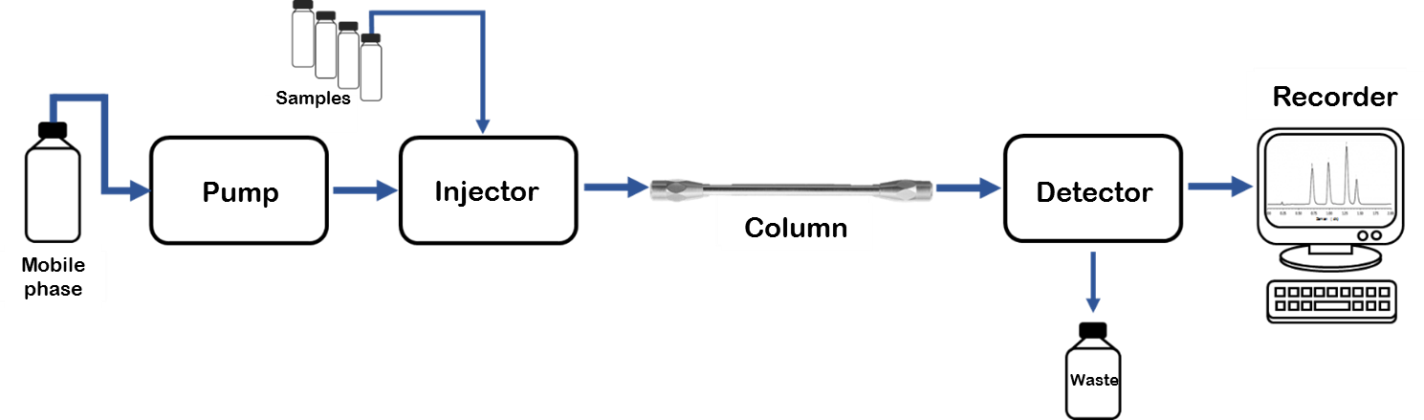 Samples
Recorder
Pump
Injector
Detector
Column
Mobile
phase
Waste